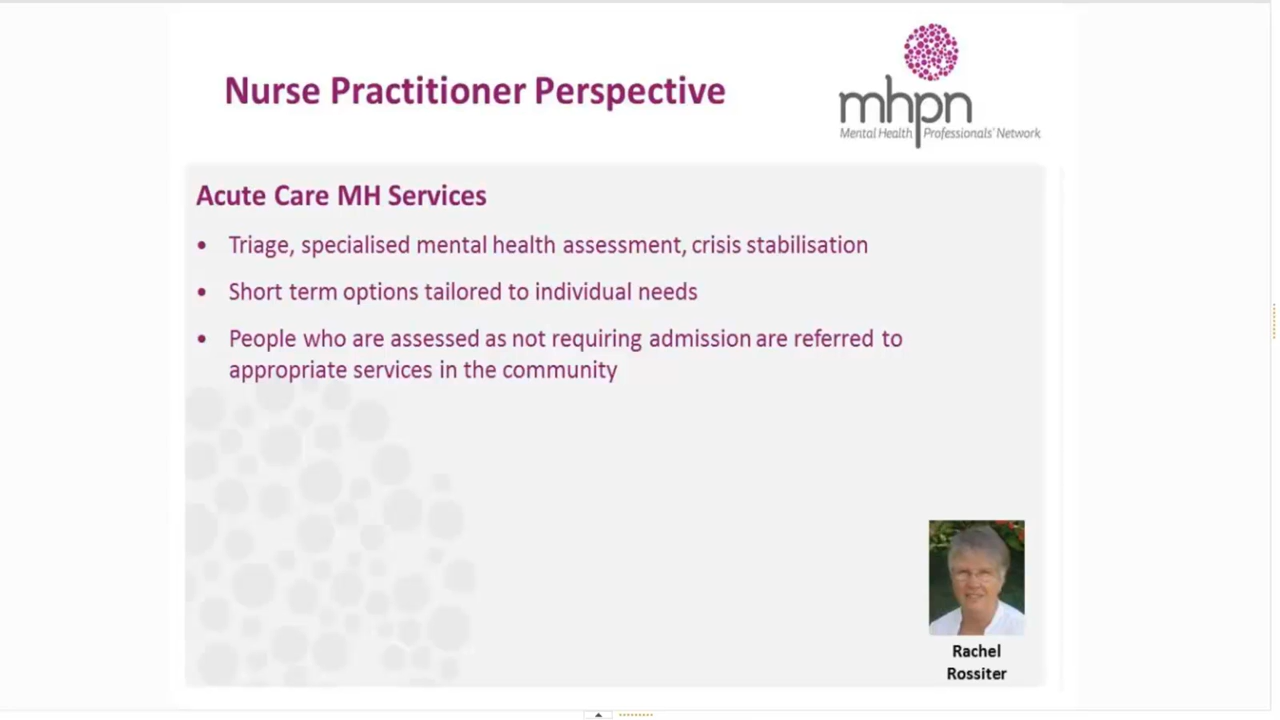 Nurse Practitioner Perspective
mhpn
Mental Health Professionals' Network
Acute Care MH Services
• Triage, specialised mental health assessment, crisis stabilisation
• Short term options tailored to individual needs
• People who are assessed as not requiring admission are referred to
appropriate services in the community
Rachel
Rossiter